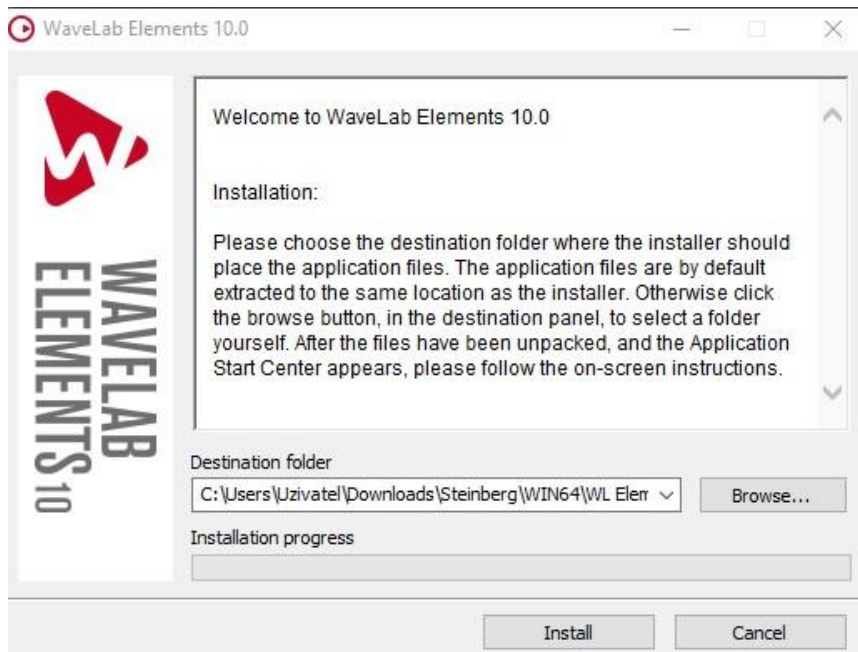 WaveLab Elements 10.0
WAVELAB
ELEMENTS 10
Welcome to WaveLab Elements 10.0
Installation:
Please choose the destination folder where the installer should
place the application files. The application files are by default
extracted to the same location as the installer. Otherwise click
the browse button, in the destination panel, to select a folder
yourself. After the files have been unpacked, and the Application
Start Center appears, please follow the on-screen instructions.
Destination folder
C:\Users\Uzivatel\Downloads\Steinberg\WIN64\WL Elem
Browse...
Installation progress
Install
Cancel